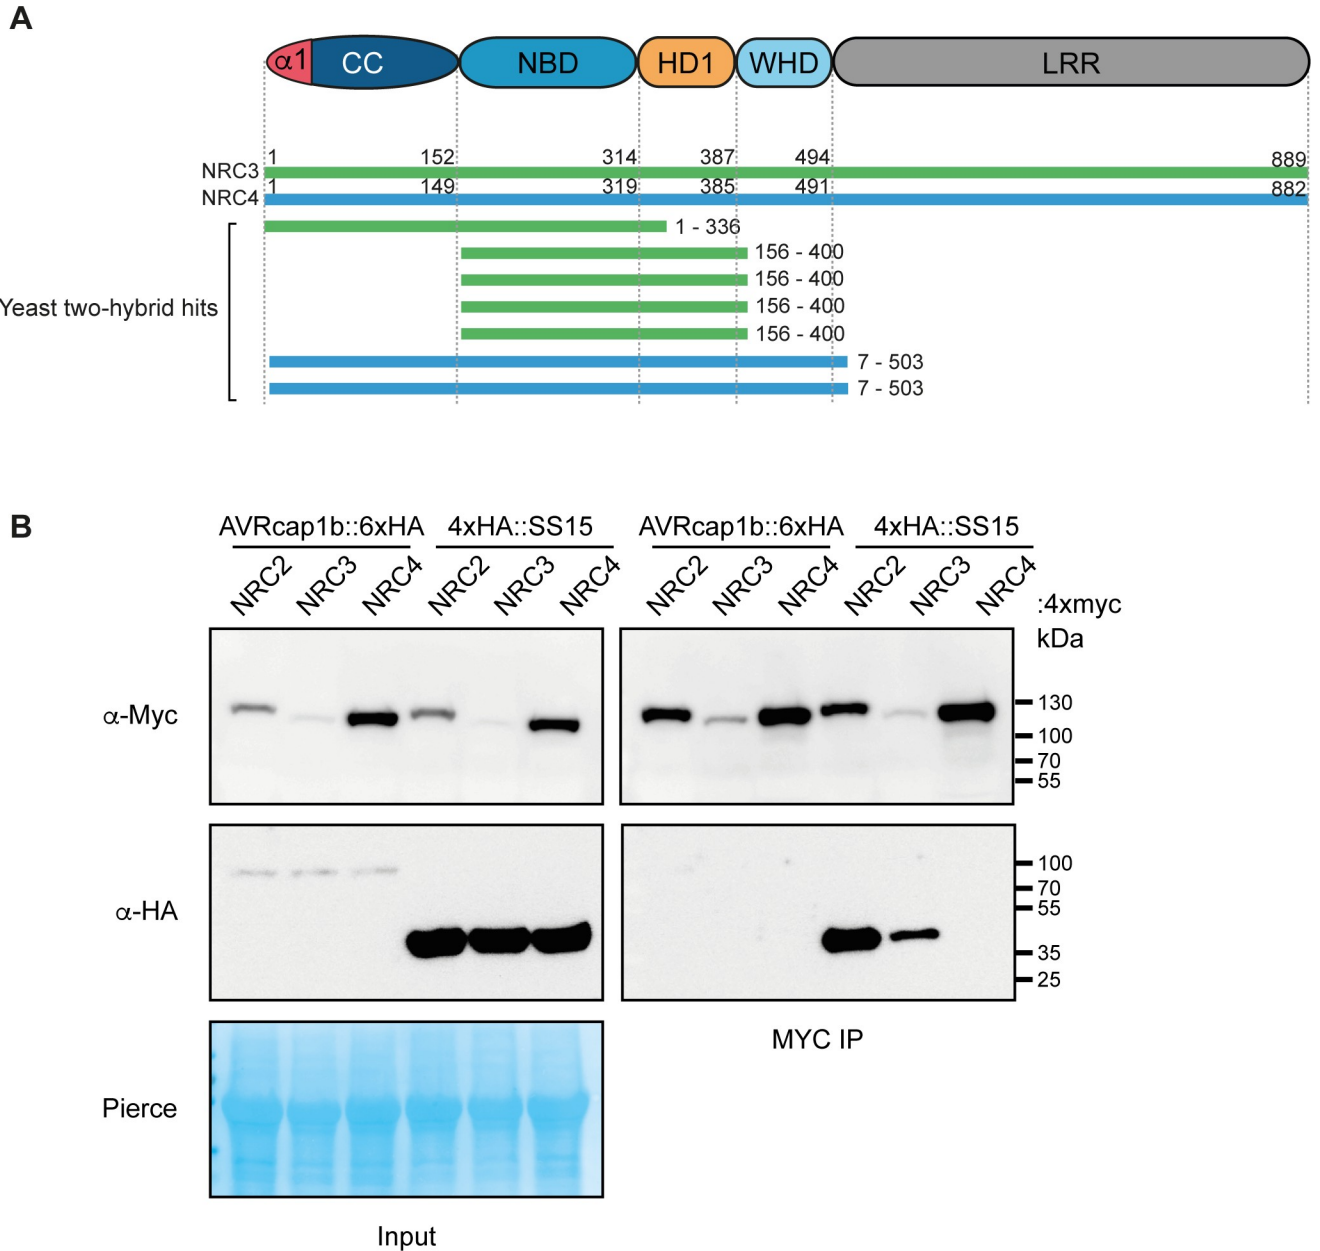 A
α1 CC NBD HD1 WHD LRR
1 152 314 387 494 889
NRC3
1 149 319 385 491 882
NRC4
1 - 336
156 - 400
156 - 400
156 - 400
156 - 400
Yeast two-hybrid hits
7 - 503
7 - 503
B
AVRcap1b::6xHA 4xHA::SS15 AVRcap1b::6xHA 4xHA::SS15
NRC2 NRC3 NRC4 NRC2 NRC3 NRC4 NRC2 NRC3 NRC4 NRC2 NRC3 NRC4 :4xmyc
kDa
α-Myc
130
100
70
55
α-HA
100
70
55
35
25
MYC IP
Pierce
Input